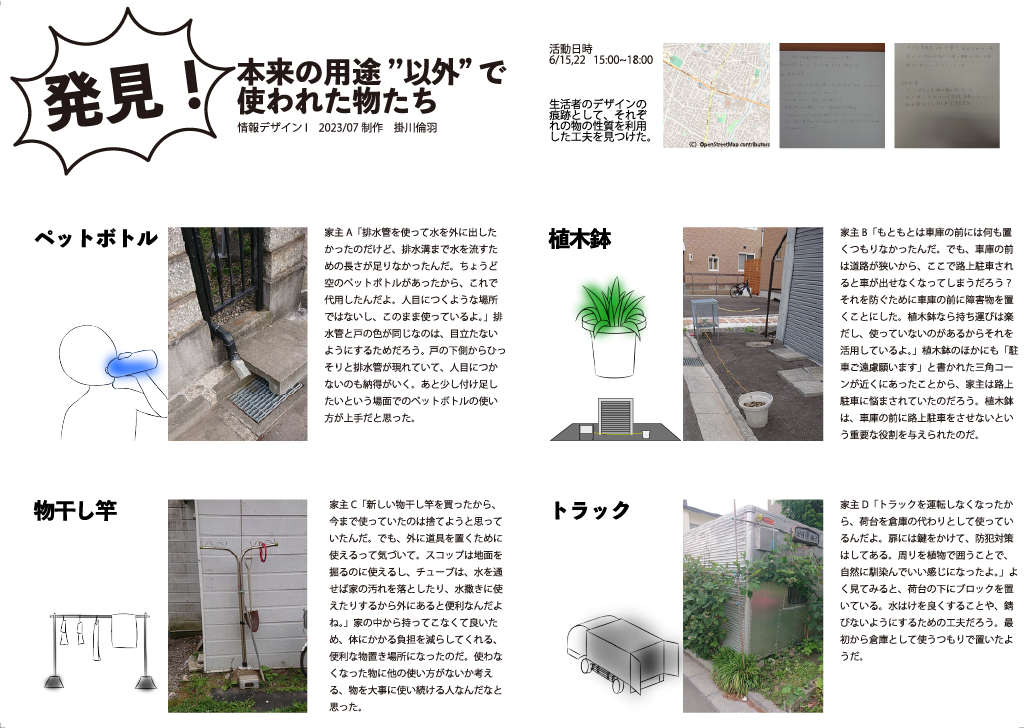 発見！
本来の用途”以外”で
使われた物たち
情報デザインⅠ 2023/07 制作 掛川倫羽
活動日時
6/15,22 15:00~18:00
生活者のデザインの
痕跡として、それぞ
れの物の性質を利用
した工夫を見つけた。
(C) OpenStreetMap contributors
ペットボトル
家主 A「排水管を使って水を外に出した
かったのだけど、排水溝まで水を流すた
めの長さが足りなかったんだ。ちょうど
空のペットボトルがあったから、これで
代用したんだよ。人目につくような場所
ではないし、このまま使っているよ。」排
水管と戸の色が同じなのは、目立たない
ようにするためだろう。戸の下側からひっ
そりと排水管が現れていて、人目につか
ないのも納得がいく。あと少し付け足し
たいという場面でのペットボトルの使い
方が上手だと思った。
植木鉢
家主 B「もともとは車庫の前には何も置
くつもりなかったんだ。でも、車庫の前
は道路が狭いから、ここで路上駐車され
ると車が出せなくなってしまうだろう？
それを防ぐために車庫の前に障害物を置
くことにした。植木鉢なら持ち運びは楽
だし、使っていないのがあるからそれを
活用しているよ。」植木鉢のほかにも「駐
車ご遠慮願います」と書かれた三角コー
ンが近くにあったことから、家主は路上
駐車に悩まされていたのだろう。植木鉢
は、車庫の前に路上駐車をさせないとい
う重要な役割を与えられたのだ。
物干し竿
家主 C「新しい物干し竿を買ったから、
今まで使っていたのは捨てようと思って
いたんだ。でも、外に道具を置くために
使えるって気づいて。スコップは地面を
掘るのに使えるし、チューブは、水を通
せば家の汚れを落としたり、水撒きに使
えたりするから外にあると便利なんだよ
ね。」家の中から持ってこなくて良いた
め、体にかかる負担を減らしてくれる、
便利な物置き場所になったのだ。使わな
くなった物に他の使い方がないか考え
る、物を大事に使い続ける人なんだなと
思った。
トラック
家主 D「トラックを運転しなくなったか
ら、荷台を倉庫の代わりとして使ってい
るんだよ。扉には鍵をかけて、防犯対策
はしてある。周りを植物で囲うことで、
自然に馴染んでいい感じになったよ。」よ
く見てみると、荷台の下にブロックを置
いている。水はけを良くすることや、錆
びないようにするための工夫だろう。最
初から倉庫として使うつもりで置いたよ
うだ。